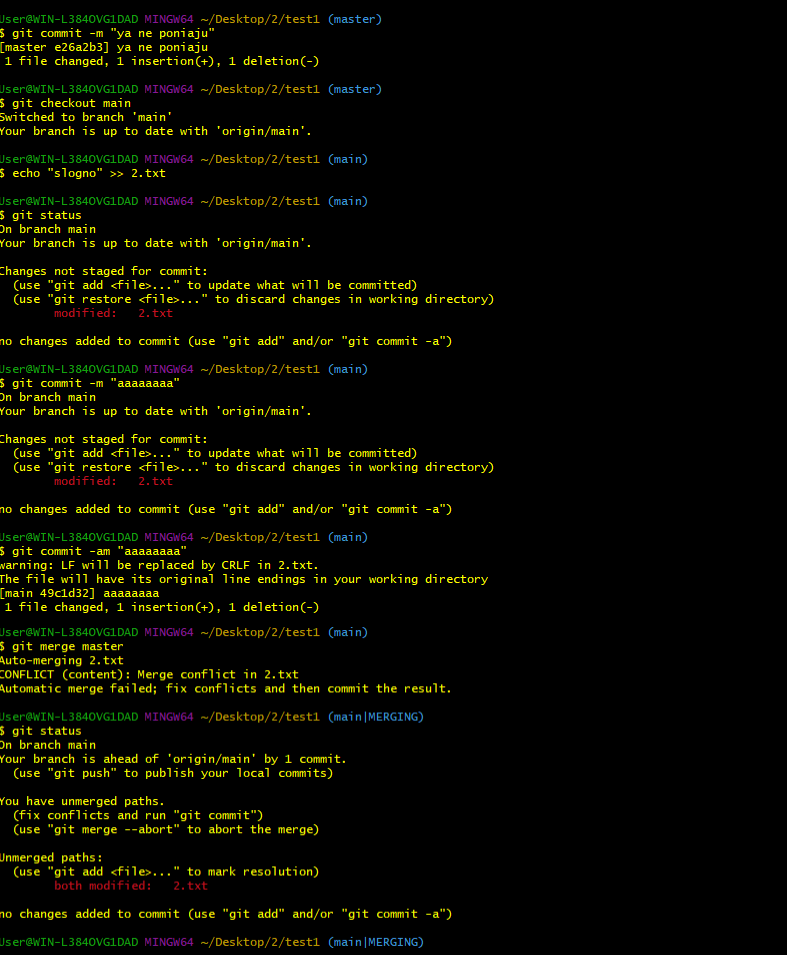 User@WIN-L384OVG1DAD MINGW64 ~/Desktop/2/test1 (master)
$ git commit -m "ya ne poniaju"
[master e26a2b3] ya ne poniaju
 1 file changed, 1 insertion(+), 1 deletion(-)

User@WIN-L384OVG1DAD MINGW64 ~/Desktop/2/test1 (master)
$ git checkout main
Switched to branch 'main'
Your branch is up to date with 'origin/main'.

User@WIN-L384OVG1DAD MINGW64 ~/Desktop/2/test1 (main)
$ echo "slogno" >> 2.txt

User@WIN-L384OVG1DAD MINGW64 ~/Desktop/2/test1 (main)
$ git status
On branch main
Your branch is up to date with 'origin/main'.

Changes not staged for commit:
  (use "git add <file>..." to update what will be committed)
  (use "git restore <file>..." to discard changes in working directory)
        modified:   2.txt

no changes added to commit (use "git add" and/or "git commit -a")

User@WIN-L384OVG1DAD MINGW64 ~/Desktop/2/test1 (main)
$ git commit -m "aaaaaaaa"
On branch main
Your branch is up to date with 'origin/main'.

Changes not staged for commit:
  (use "git add <file>..." to update what will be committed)
  (use "git restore <file>..." to discard changes in working directory)
        modified:   2.txt

no changes added to commit (use "git add" and/or "git commit -a")

User@WIN-L384OVG1DAD MINGW64 ~/Desktop/2/test1 (main)
$ git commit -am "aaaaaaaa"
warning: LF will be replaced by CRLF in 2.txt.
The file will have its original line endings in your working directory
[main 49c1d32] aaaaaaaa
 1 file changed, 1 insertion(+), 1 deletion(-)

User@WIN-L384OVG1DAD MINGW64 ~/Desktop/2/test1 (main)
$ git merge master
Auto-merging 2.txt
CONFLICT (content): Merge conflict in 2.txt
Automatic merge failed; fix conflicts and then commit the result.

User@WIN-L384OVG1DAD MINGW64 ~/Desktop/2/test1 (main|MERGING)
$ git status
On branch main
Your branch is ahead of 'origin/main' by 1 commit.
  (use "git push" to publish your local commits)

You have unmerged paths.
  (fix conflicts and run "git commit")
  (use "git merge --abort" to abort the merge)

Unmerged paths:
  (use "git add <file>..." to mark resolution)
        both modified:   2.txt

no changes added to commit (use "git add" and/or "git commit -a")

User@WIN-L384OVG1DAD MINGW64 ~/Desktop/2/test1 (main|MERGING)